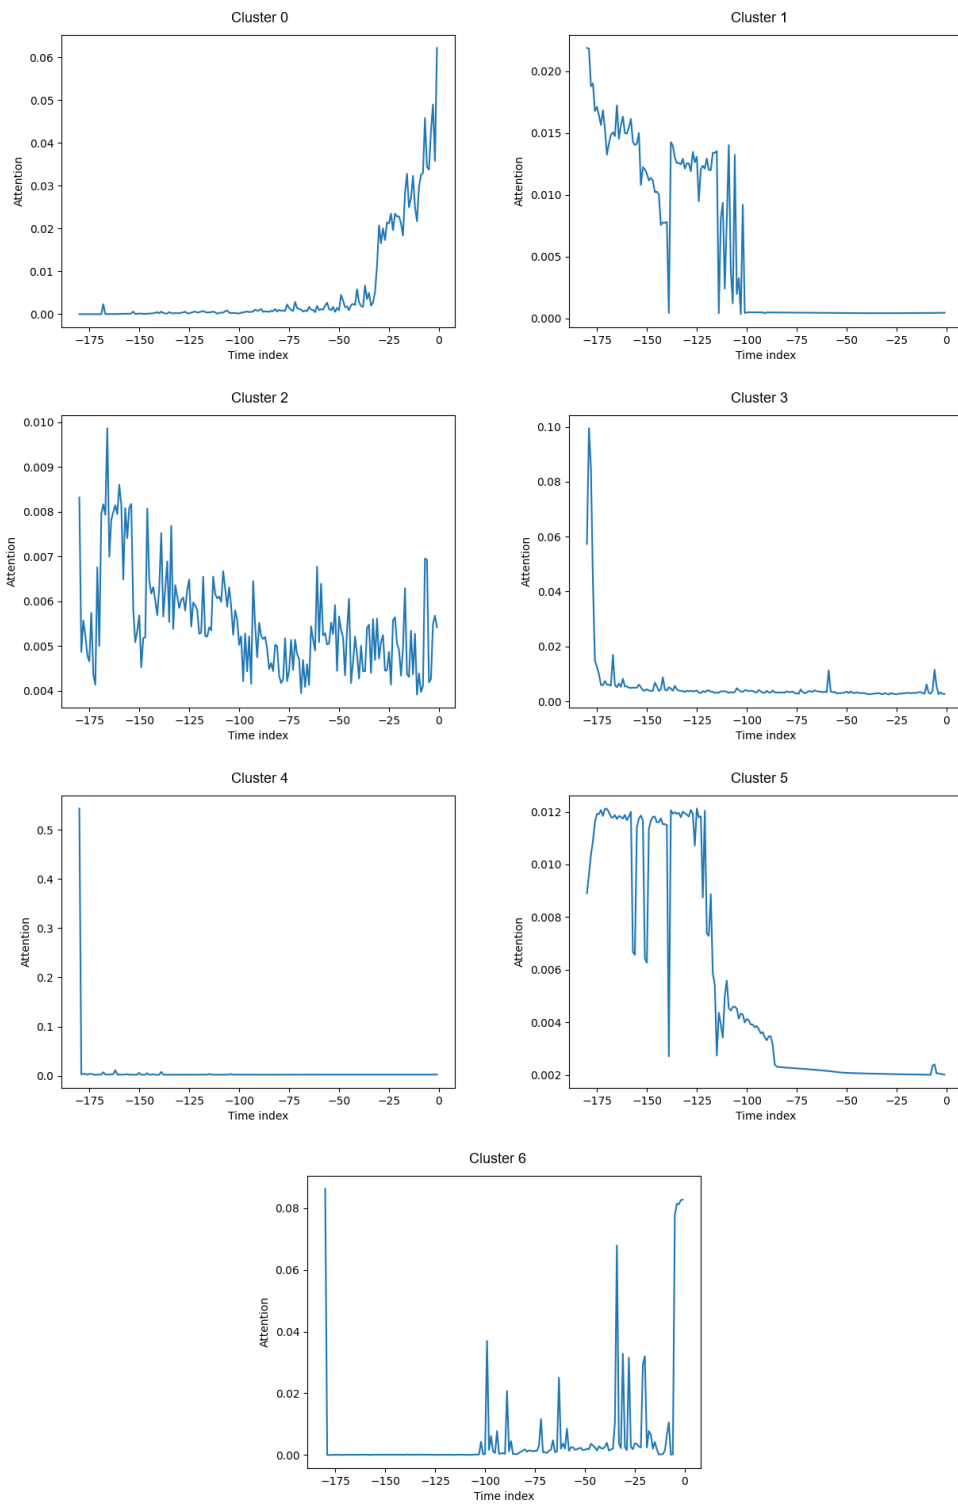 Cluster 0
0.06
0.05
0.04
0.03
0.02
0.01
0.00
Attention
−175 −150 −125 −100 −75 −50 −25 0
Time index
Cluster 1
0.020
0.015
0.010
0.005
0.000
Attention
−175 −150 −125 −100 −75 −50 −25 0
Time index
Cluster 2
0.010
0.009
0.008
0.007
0.006
0.005
0.004
Attention
−175 −150 −125 −100 −75 −50 −25 0
Time index
Cluster 3
0.10
0.08
0.06
0.04
0.02
0.00
Attention
−175 −150 −125 −100 −75 −50 −25 0
Time index
Cluster 4
0.5
0.4
0.3
0.2
0.1
0.0
Attention
−175 −150 −125 −100 −75 −50 −25 0
Time index
Cluster 5
0.012
0.010
0.008
0.006
0.004
0.002
Attention
−175 −150 −125 −100 −75 −50 −25 0
Time index
Cluster 6
0.08
0.06
0.04
0.02
0.00
Attention
−175 −150 −125 −100 −75 −50 −25 0
Time index